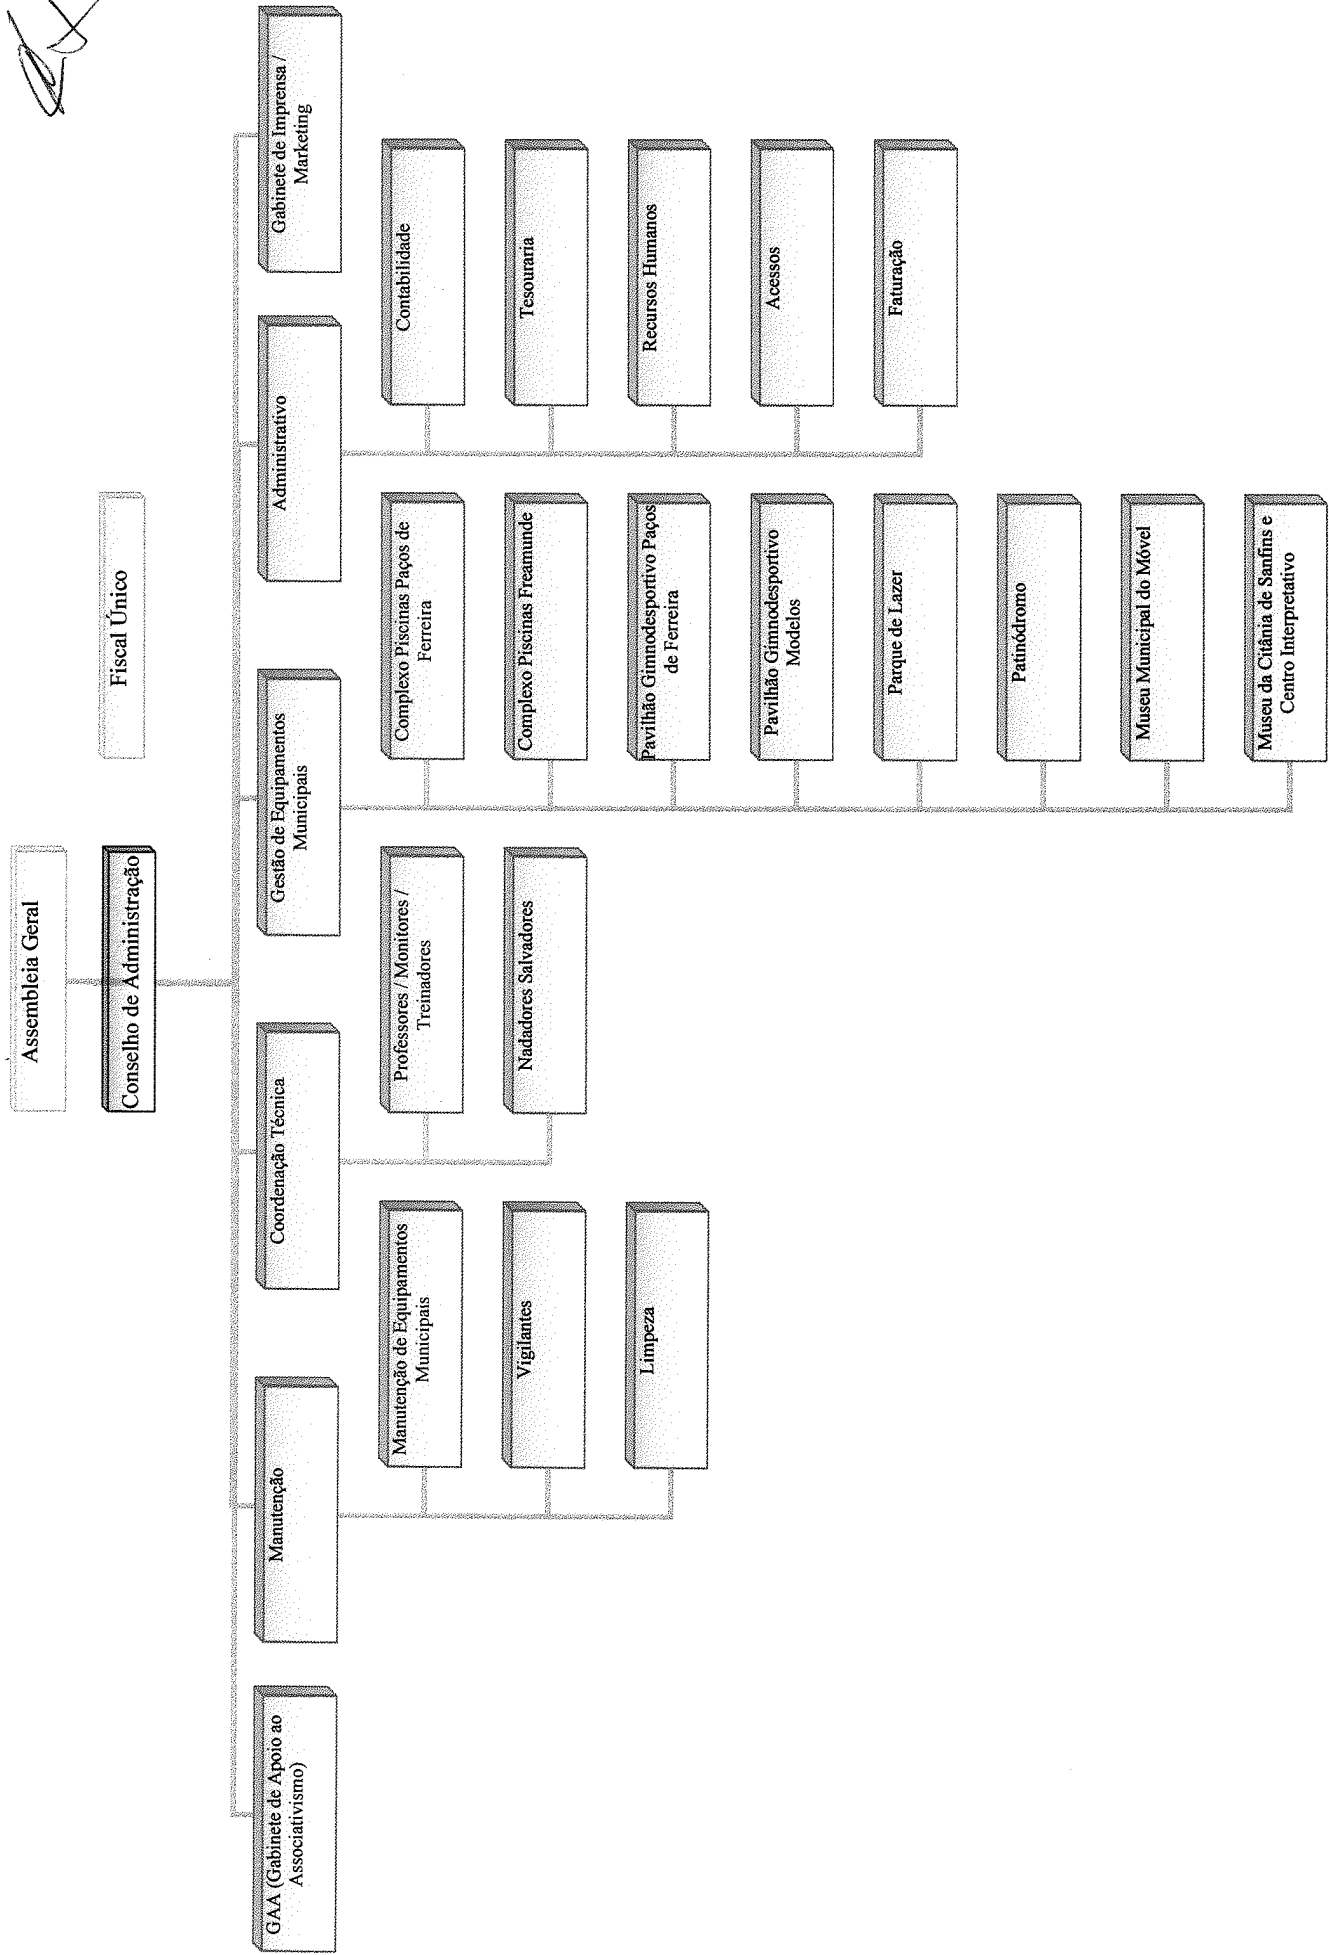 Assembleia Geral
Conselho de Administração
Fiscal Único
GAA (Gabinete de Apoio ao
Associativismo)
Manutenção
Manutenção de Equipamentos
Municipais
Vigilantes
Limpeza
Coordenação Técnica
Professores / Monitores /
Treinadores
Nadadores Salvadores
Gestão de Equipamentos
Municipais
Complexo Piscinas Paços de
Ferreira
Complexo Piscinas Freamunde
Pavilhão Gimnodesportivo Paços
de Ferreira
Pavilhão Gimnodesportivo
Modelos
Parque de Lazer
Patinódromo
Museu Municipal do Móvel
Museu da Citânia de Sanfins e
Centro Interpretativo
Administrativo
Contabilidade
Tesouraria
Recursos Humanos
Acessos
Faturação
Gabinete de Imprensa /
Marketing